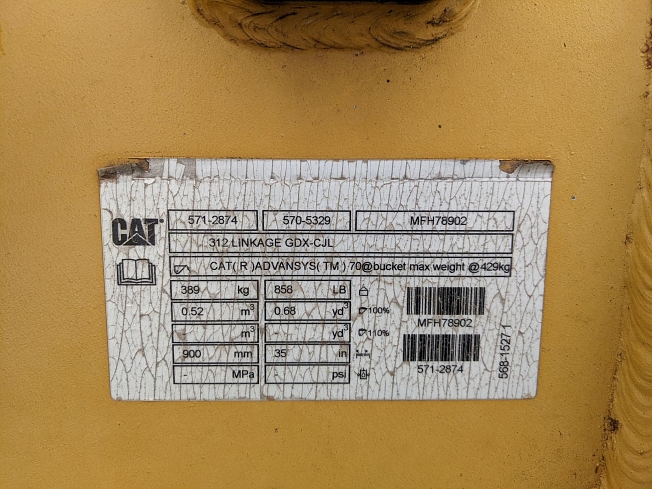 CAT
571-2874 570-5329 MFH78902
312 LINKAGE GDX-CJL
CAT( R )ADVANSYS( TM ) 70@bucket max weight @429kg
389 kg 858 LB
0.52 m³ 0.68 yd³ 100%
- m³ - yd³ 110%
900 mm 35 in
- MPa - psi
MFH78902
571-2874
568-1527 1